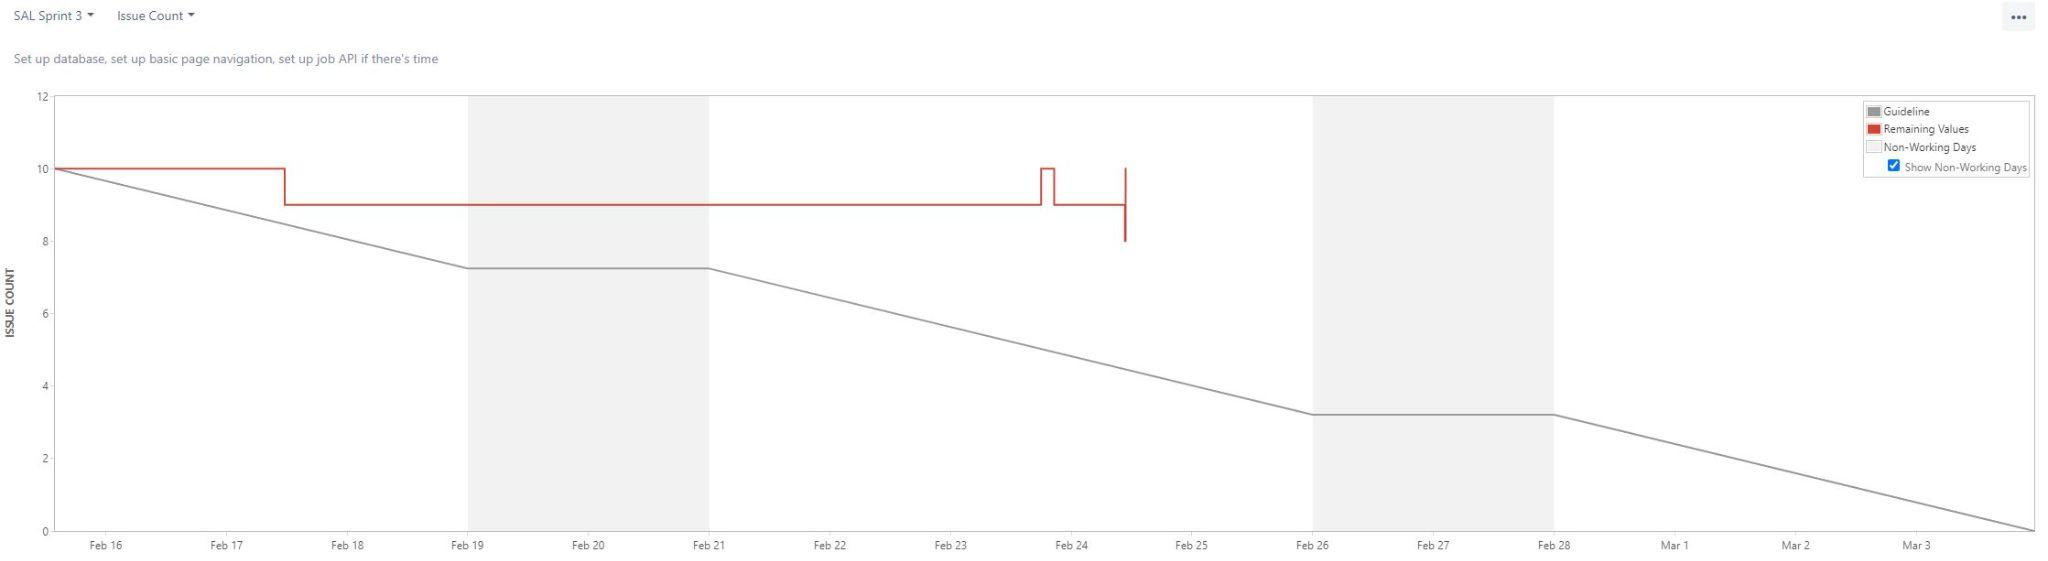 SAL Sprint 3 Issue Count •••
Set up database, set up basic page navigation, set up job API if there's time
12
10
8
6
4
2
0
ISSUE COUNT
Guideline
Remaining Values
Non-Working Days
Show Non-Working Days
Feb 16 Feb 17 Feb 18 Feb 19 Feb 20 Feb 21 Feb 22 Feb 23 Feb 24 Feb 25 Feb 26 Feb 27 Feb 28 Mar 1 Mar 2 Mar 3